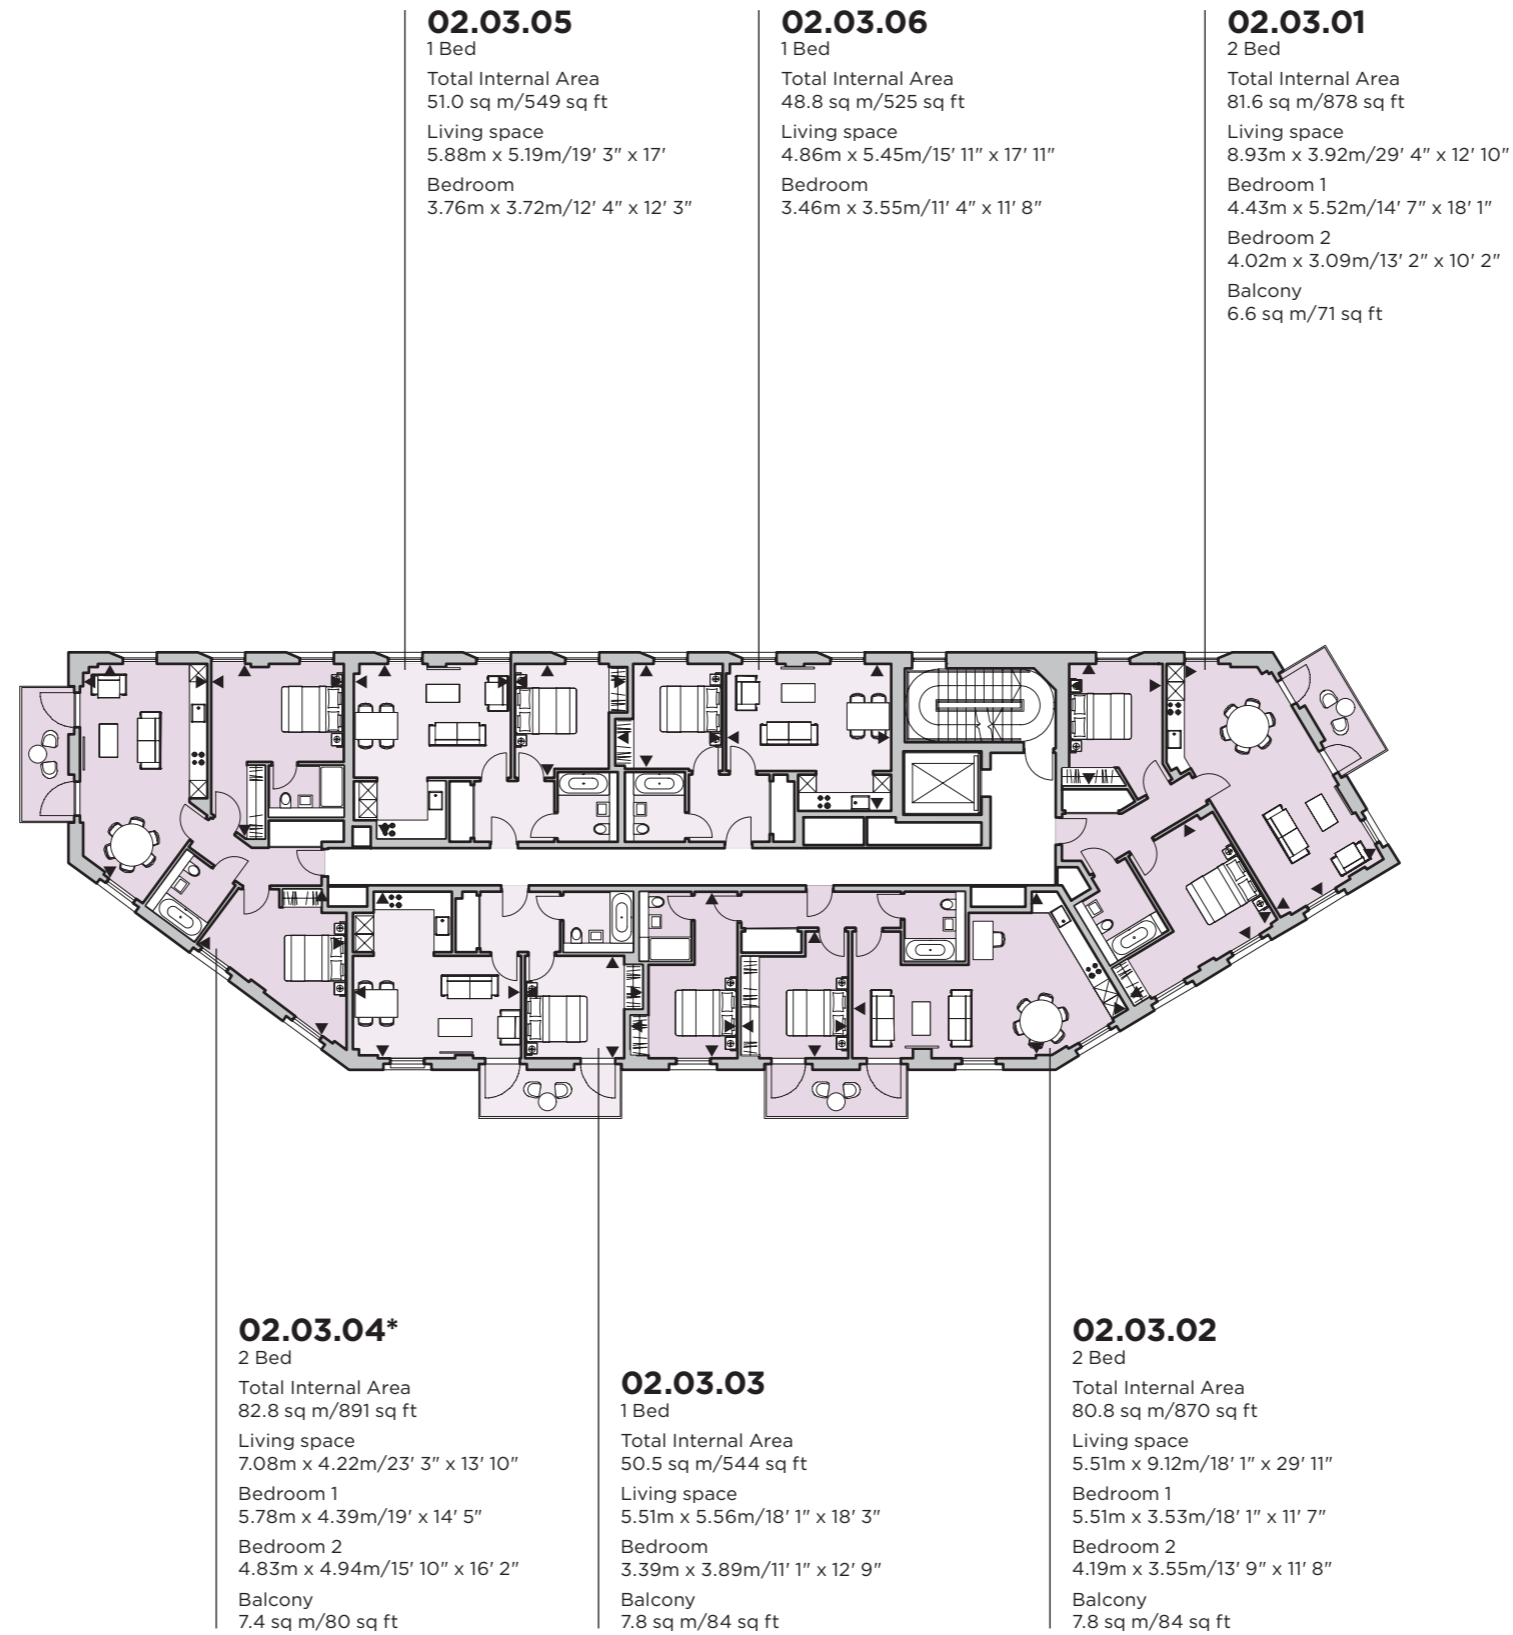 02.03.05
1 Bed
Total Internal Area
51.0 sq m/549 sq ft
Living space
5.88m x 5.19m/19' 3" x 17'
Bedroom
3.76m x 3.72m/12' 4" x 12' 3"
02.03.06
1 Bed
Total Internal Area
48.8 sq m/525 sq ft
Living space
4.86m x 5.45m/15' 11" x 17' 11"
Bedroom
3.46m x 3.55m/11' 4" x 11' 8"
02.03.01
2 Bed
Total Internal Area
81.6 sq m/878 sq ft
Living space
8.93m x 3.92m/29' 4" x 12' 10"
Bedroom 1
4.43m x 5.52m/14' 7" x 18' 1"
Bedroom 2
4.02m x 3.09m/13' 2" x 10' 2"
Balcony
6.6 sq m/71 sq ft
02.03.04*
2 Bed
Total Internal Area
82.8 sq m/891 sq ft
Living space
7.08m x 4.22m/23' 3" x 13' 10"
Bedroom 1
5.78m x 4.39m/19' x 14' 5"
Bedroom 2
4.83m x 4.94m/15' 10" x 16' 2"
Balcony
7.4 sq m/80 sq ft
02.03.03
1 Bed
Total Internal Area
50.5 sq m/544 sq ft
Living space
5.51m x 5.56m/18' 1" x 18' 3"
Bedroom
3.39m x 3.89m/11' 1" x 12' 9"
Balcony
7.8 sq m/84 sq ft
02.03.02
2 Bed
Total Internal Area
80.8 sq m/870 sq ft
Living space
5.51m x 9.12m/18' 1" x 29' 11"
Bedroom 1
5.51m x 3.53m/18' 1" x 11' 7"
Bedroom 2
4.19m x 3.55m/13' 9" x 11' 8"
Balcony
7.8 sq m/84 sq ft